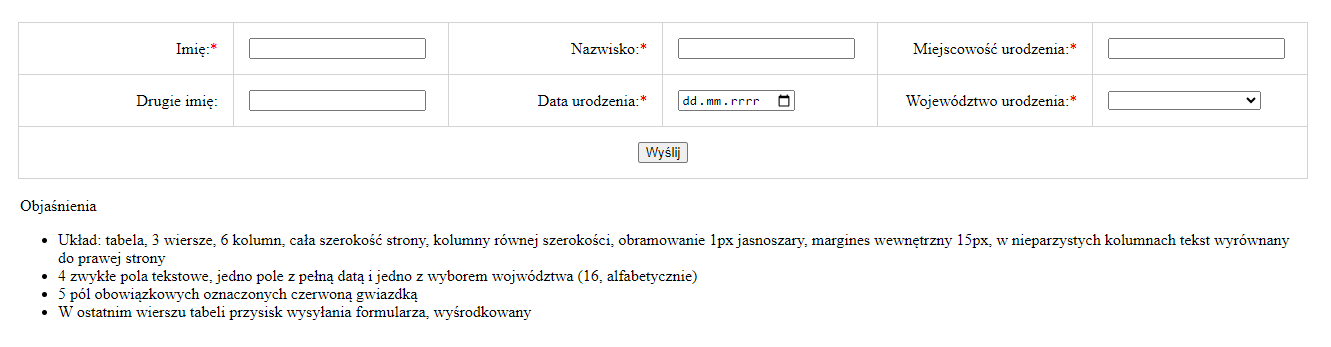 Imię:* Nazwisko:* Miejscowość urodzenia:*
Drugie imię: Data urodzenia:* dd.mm.rrrr Województwo urodzenia:*
Wyślij
Objaśnienia
• Układ: tabela, 3 wiersze, 6 kolumn, cała szerokość strony, kolumny równej szerokości, obramowanie 1px jasnoszary, margines wewnętrzny 15px, w nieparzystych kolumnach tekst wyrównany
do prawej strony
• 4 zwykłe pola tekstowe, jedno pole z pełną datą i jedno z wyborem wojwództwa (16, alfabetycznie)
• 5 pól obowiązkowych oznaczonych czerwoną gwiazdką
• W ostatnim wierszu tabeli przysisk wysyłania formularza, wyśrodkowany